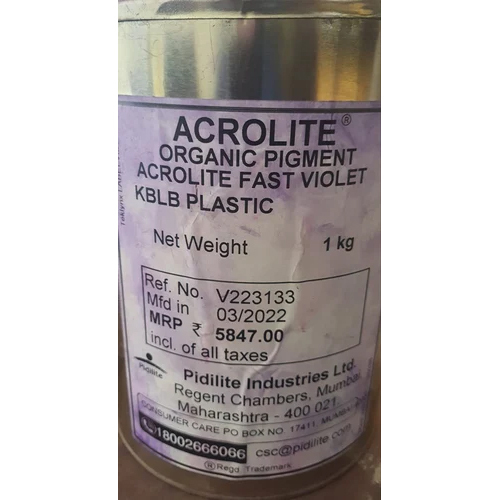 ACROLITE®
ORGANIC PIGMENT
ACROLITE FAST VIOLET
KBLB PLASTIC
Net Weight 1 kg
Ref. No. V223133
Mfd in 03/2022
MRP ₹ 5847.00
incl. of all taxes
Pidilite
Pidilite Industries Ltd.
Regent Chambers, Mumbai
Maharashtra - 400 021.
CONSUMER CARE PO BOX NO. 17411, MUMBAI
18002666066 csc@pidilite.com
® Regd. Trademark